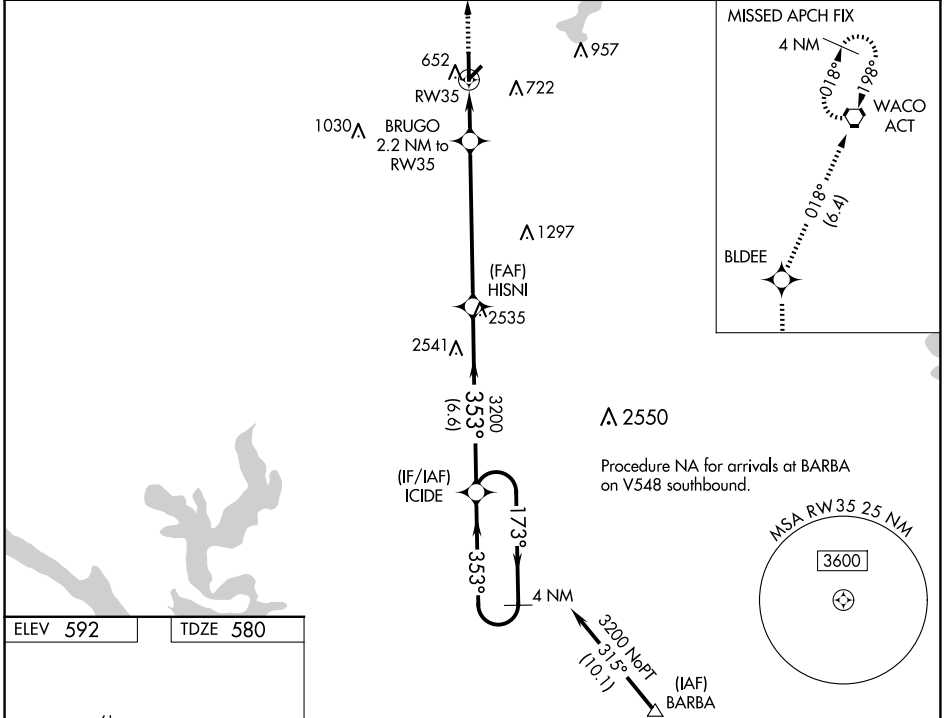 MISSED APCH FIX
4 NM
018°
198°
WACO
ACT
018°
(6.4)
BLDEE
957
652
RW35
722
1030
BRUGO
2.2 NM to
RW35
1297
(FAF)
HISNI
2535
2541
3200
353°
(6.6)
2550
Procedure NA for arrivals at BARBA
on V548 southbound.
(IF/IAF)
ICIDE
173°
353°
4 NM
MSA RW35 25 NM
3600
3200 NoPT
315°
(10.1)
(IAF)
BARBA
ELEV 592
TDZE 580